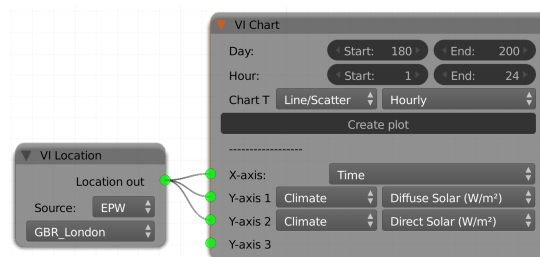 VI Chart
Day: Start: 180 End: 200
Hour: Start: 1 End: 24
Chart T Line/Scatter Hourly
Create plot
------------------
X-axis: Time
Y-axis 1 Climate Diffuse Solar (W/m²)
Y-axis 2 Climate Direct Solar (W/m²)
Y-axis 3
VI Location
Location out
Source: EPW
GBR_London